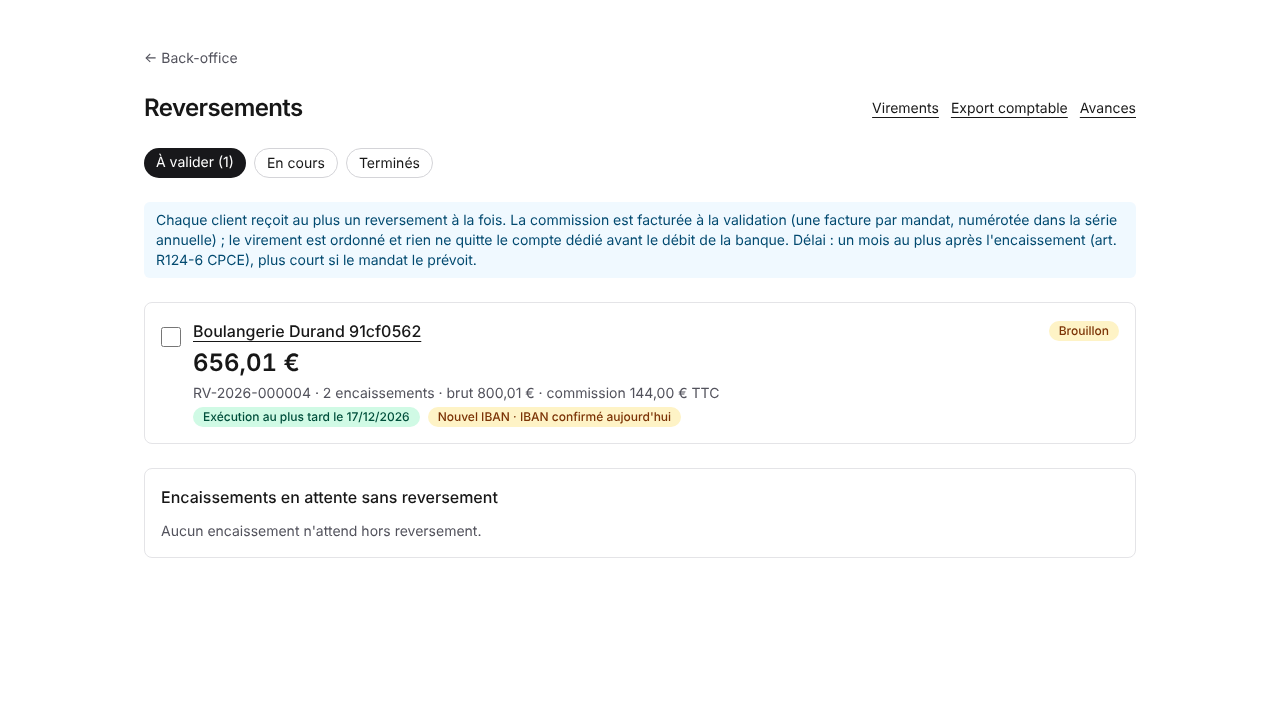 ← Back-office
Reversements
Virements Export comptable Avances
À valider (1) En cours Terminés
Chaque client reçoit au plus un reversement à la fois. La commission est facturée à la validation (une facture par mandat, numérotée dans la série
annuelle) ; le virement est ordonné et rien ne quitte le compte dédié avant le débit de la banque. Délai : un mois au plus après l'encaissement (art.
R124-6 CPCE), plus court si le mandat le prévoit.
Boulangerie Durand 91cf0562
Brouillon
656,01 €
RV-2026-000004 · 2 encaissements · brut 800,01 € · commission 144,00 € TTC
Exécution au plus tard le 17/12/2026 Nouvel IBAN · IBAN confirmé aujourd'hui
Encaissements en attente sans reversement
Aucun encaissement n'attend hors reversement.